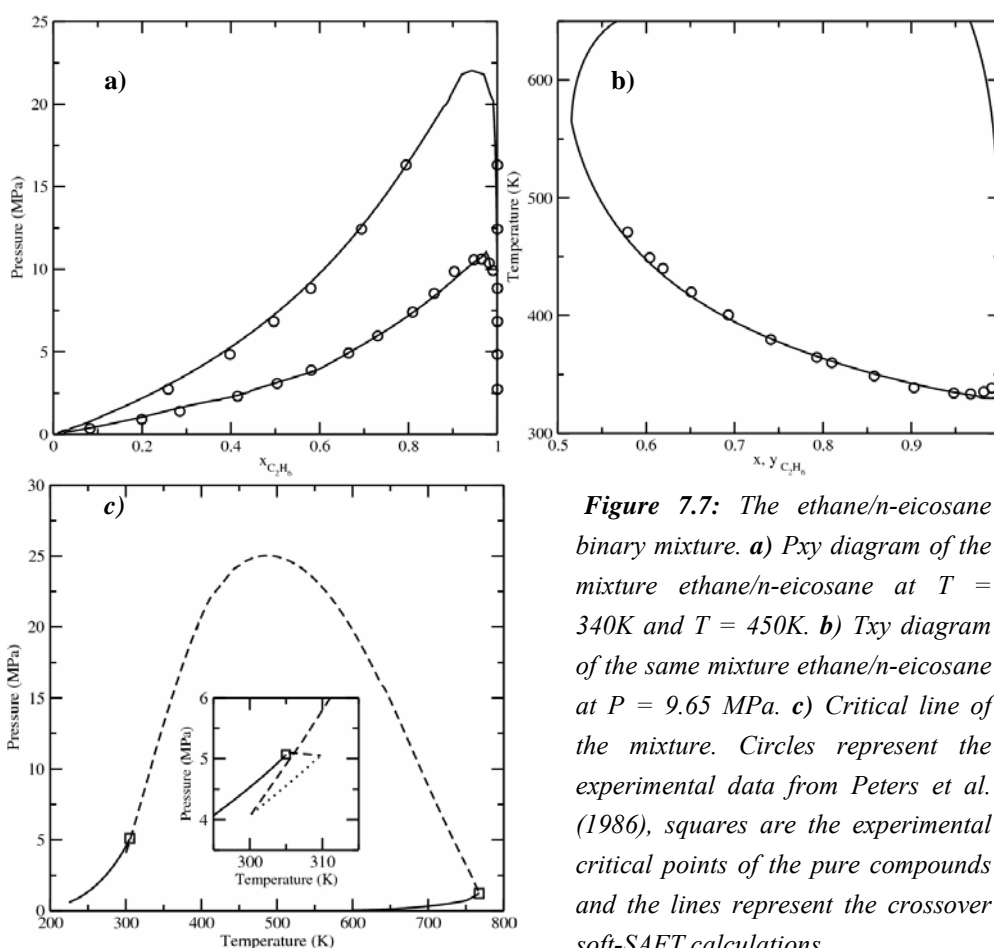 25
20
15
10
5
0
Pressure (MPa)
a)
0 0.2 0.4 0.6 0.8 1
x C2H6
600
500
400
300
Temperature (K)
b)
0.5 0.6 0.7 0.8 0.9
x, y C2H6
30
25
20
15
10
5
0
Pressure (MPa)
c)
6
5
4
Pressure (MPa)
300 310
Temperature (K)
200 300 400 500 600 700 800
Temperature (K)
Figure 7.7: The ethane/n-eicosane
binary mixture. a) Pxy diagram of the
mixture ethane/n-eicosane at T =
340K and T = 450K. b) Txy diagram
of the same mixture ethane/n-eicosane
at P = 9.65 MPa. c) Critical line of
the mixture. Circles represent the
experimental data from Peters et al.
(1986), squares are the experimental
critical points of the pure compounds
and the lines represent the crossover
soft-SAFT calculations